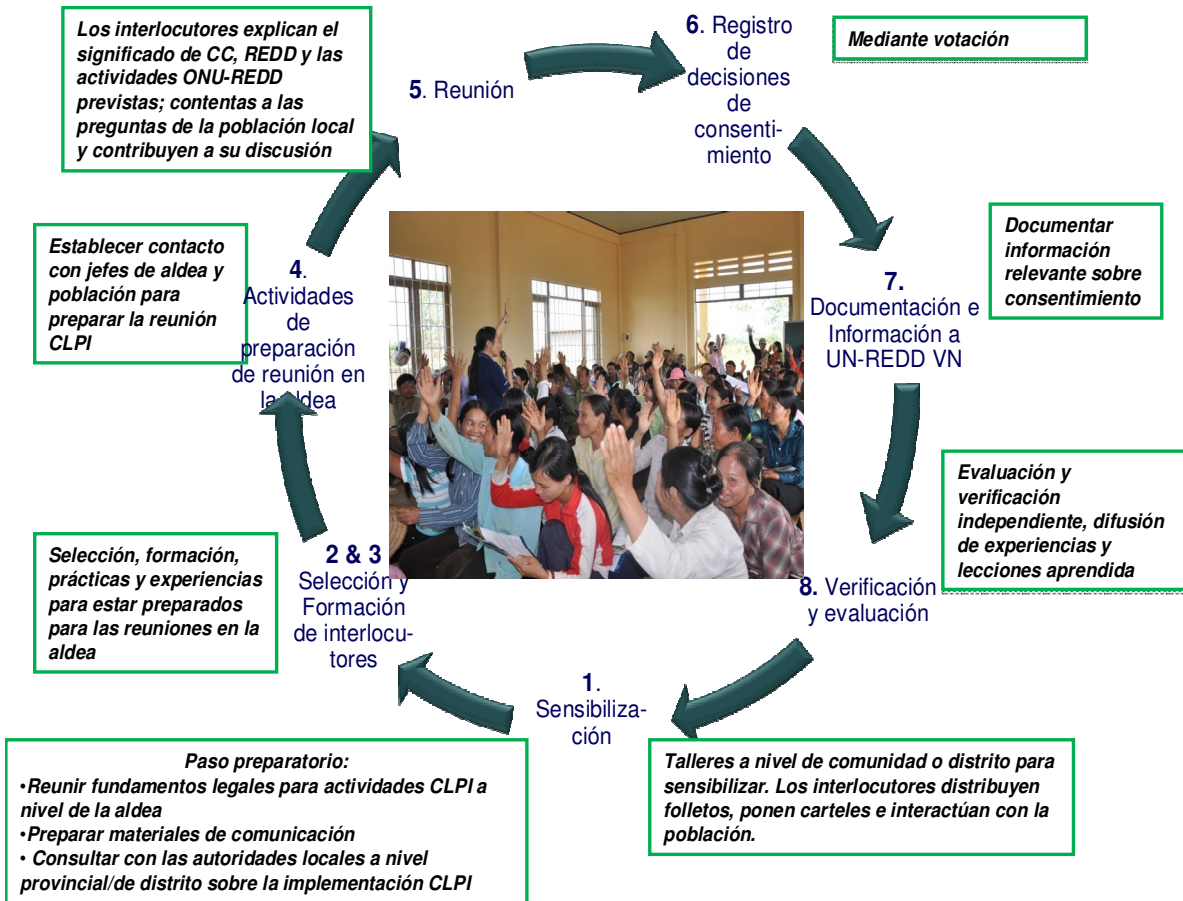 Los interlocutores explican el
significado de CC, REDD y las
actividades ONU-REDD
previstas; contentas a las
preguntas de la población local
y contribuyen a su discusión
5. Reunión
6. Registro
de
decisiones
de
consenti-
miento
Mediante votación
Establecer contacto
con jefes de aldea y
población para
preparar la reunión
CLPI
4.
Actividades
de
preparación
de reunión en
la aldea
7.
Documentación e
Información a
UN-REDD VN
Documentar
información
relevante sobre
consentimiento
Selección, formación,
prácticas y experiencias
para estar preparados
para las reuniones en la
aldea
2 & 3
Selección y
Formación
de interlocu-
tores
8. Verificación
y evaluación
Evaluación y
verificación
independiente, difusión
de experiencias y
lecciones aprendida
1.
Sensibiliza-
ción
Paso preparatorio:
•Reunir fundamentos legales para actividades CLPI a
nivel de la aldea
•Preparar materiales de comunicación
• Consultar con las autoridades locales a nivel
provincial/de distrito sobre la implementación CLPI
Talleres a nivel de comunidad o distrito para
sensibilizar. Los interlocutores distribuyen
folletos, ponen carteles e interactúan con la
población.